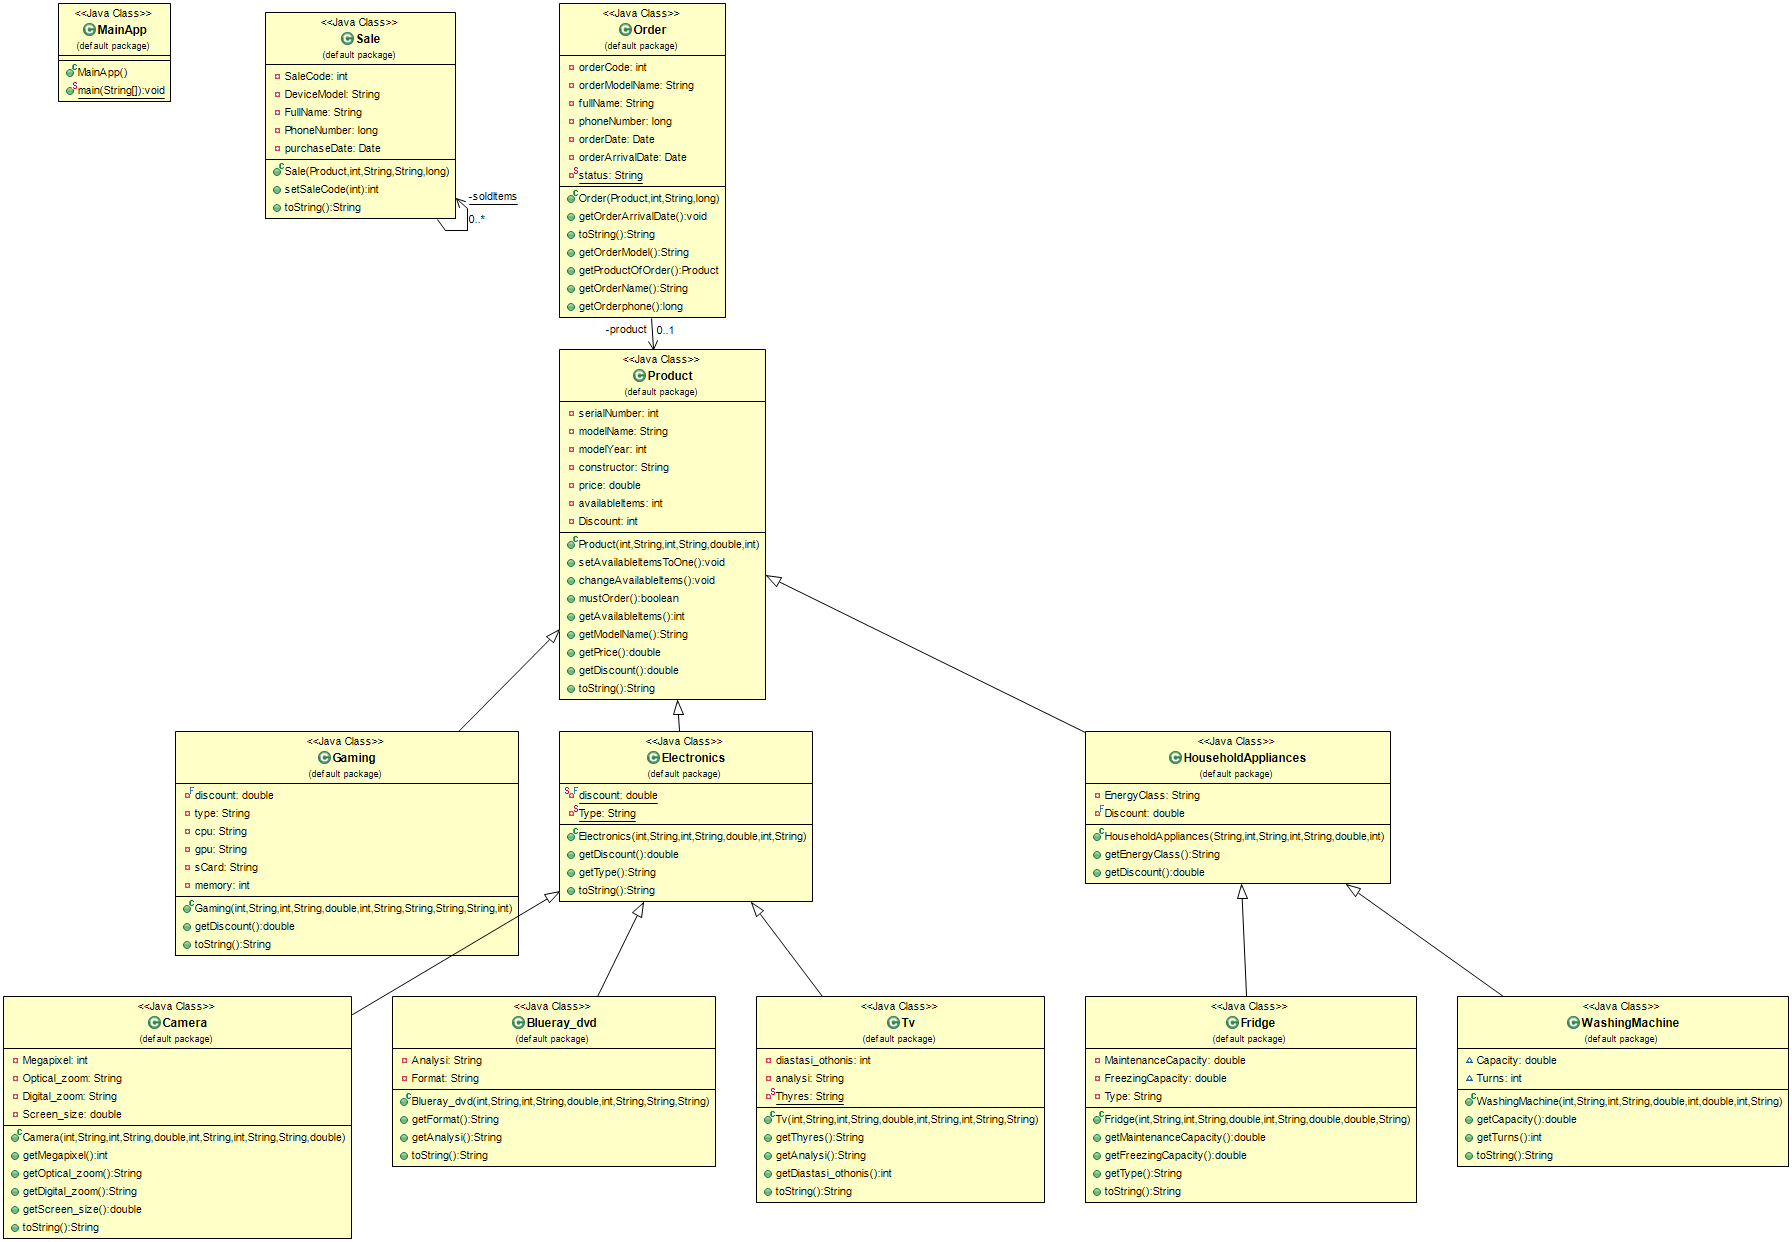 <<Java Class>>
MainApp
(default package)
MainApp()
main(String[]):void
<<Java Class>>
Sale
(default package)
SaleCode: int
DeviceModel: String
FullName: String
PhoneNumber: long
purchaseDate: Date
Sale(Product,int,String,String,long)
setSaleCode(int):int
toString():String
-soldItems
0..*
<<Java Class>>
Order
(default package)
orderCode: int
orderModelName: String
fullName: String
phoneNumber: long
orderDate: Date
orderArrivalDate: Date
status: String
Order(Product,int,String,long)
getOrderArrivalDate():void
toString():String
getOrderModel():String
getProductOfOrder():Product
getOrderName():String
getOrderphone():long
-product 0..1
<<Java Class>>
Product
(default package)
serialNumber: int
modelName: String
modelYear: int
constructor: String
price: double
availableItems: int
Discount: int
Product(int,String,int,String,double,int)
setAvailableItemsToOne():void
changeAvailableItems():void
mustOrder():boolean
getAvailableItems():int
getModelName():String
getPrice():double
getDiscount():double
toString():String
<<Java Class>>
Gaming
(default package)
discount: double
type: String
cpu: String
gpu: String
sCard: String
memory: int
Gaming(int,String,int,String,double,int,String,String,String,String,int)
getDiscount():double
toString():String
<<Java Class>>
Electronics
(default package)
discount: double
Type: String
Electronics(int,String,int,String,double,int,String)
getDiscount():double
getType():String
toString():String
<<Java Class>>
HouseholdAppliances
(default package)
EnergyClass: String
Discount: double
HouseholdAppliances(String,int,String,int,String,double,int)
getEnergyClass():String
getDiscount():double
<<Java Class>>
Camera
(default package)
Megapixel: int
Optical_zoom: String
Digital_zoom: String
Screen_size: double
Camera(int,String,int,String,double,int,String,int,String,String,double)
getMegapixel():int
getOptical_zoom():String
getDigital_zoom():String
getScreen_size():double
toString():String
<<Java Class>>
Blueray_dvd
(default package)
Analysi: String
Format: String
Blueray_dvd(int,String,int,String,double,int,String,String,String)
getFormat():String
getAnalysi():String
toString():String
<<Java Class>>
Tv
(default package)
diastasi_othonis: int
analysi: String
Thyres: String
Tv(int,String,int,String,double,int,String,int,String,String)
getThyres():String
getAnalysi():String
getDiastasi_othonis():int
toString():String
<<Java Class>>
Fridge
(default package)
MaintenanceCapacity: double
FreezingCapacity: double
Type: String
Fridge(int,String,int,String,double,int,String,double,double,String)
getMaintenanceCapacity():double
getFreezingCapacity():double
getType():String
toString():String
<<Java Class>>
WashingMachine
(default package)
Capacity: double
Turns: int
WashingMachine(int,String,int,String,double,int,double,int,String)
getCapacity():double
getTurns():int
toString():String